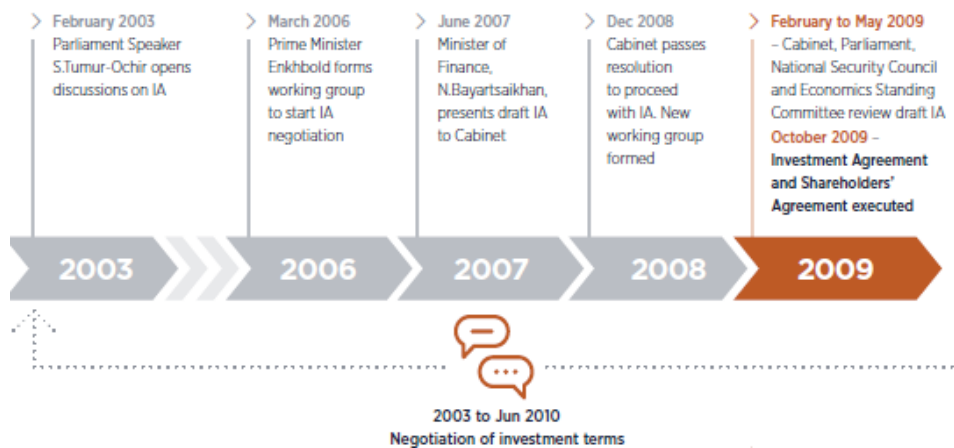 February 2003
Parliament Speaker
S.Tumur-Ochir opens
discussions on IA
March 2006
Prime Minister
Enkhbold forms
working group
to start IA
negotiation
June 2007
Minister of
Finance,
N.Bayartsaikhan,
presents draft IA
to Cabinet
Dec 2008
Cabinet passes
resolution
to proceed
with IA. New
working group
formed
February to May 2009
– Cabinet, Parliament,
National Security Council
and Economics Standing
Committee review draft IA
October 2009 –
Investment Agreement
and Shareholders'
Agreement executed
2003
2006
2007
2008
2009
2003 to Jun 2010
Negotiation of investment terms